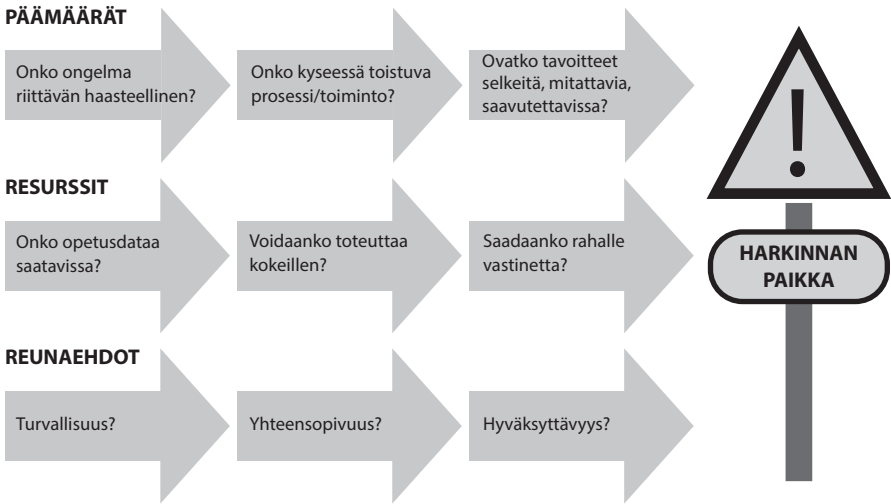 PÄÄMÄÄRÄT
Onko ongelma
riittävän haasteellinen?
Onko kyseessä toistuva
prosessi/toiminto?
Ovatko tavoitteet
selkeitä, mitattavia,
saavutettavissa?
!
RESURSSIT
Onko opetusdataa
saatavissa?
Voidaanko toteuttaa
kokeillen?
Saadaanko rahalle
vastinetta?
HARKINNAN
PAIKKA
REUNAEHDOT
Turvallisuus?
Yhteensopivuus?
Hyväksyttävyys?